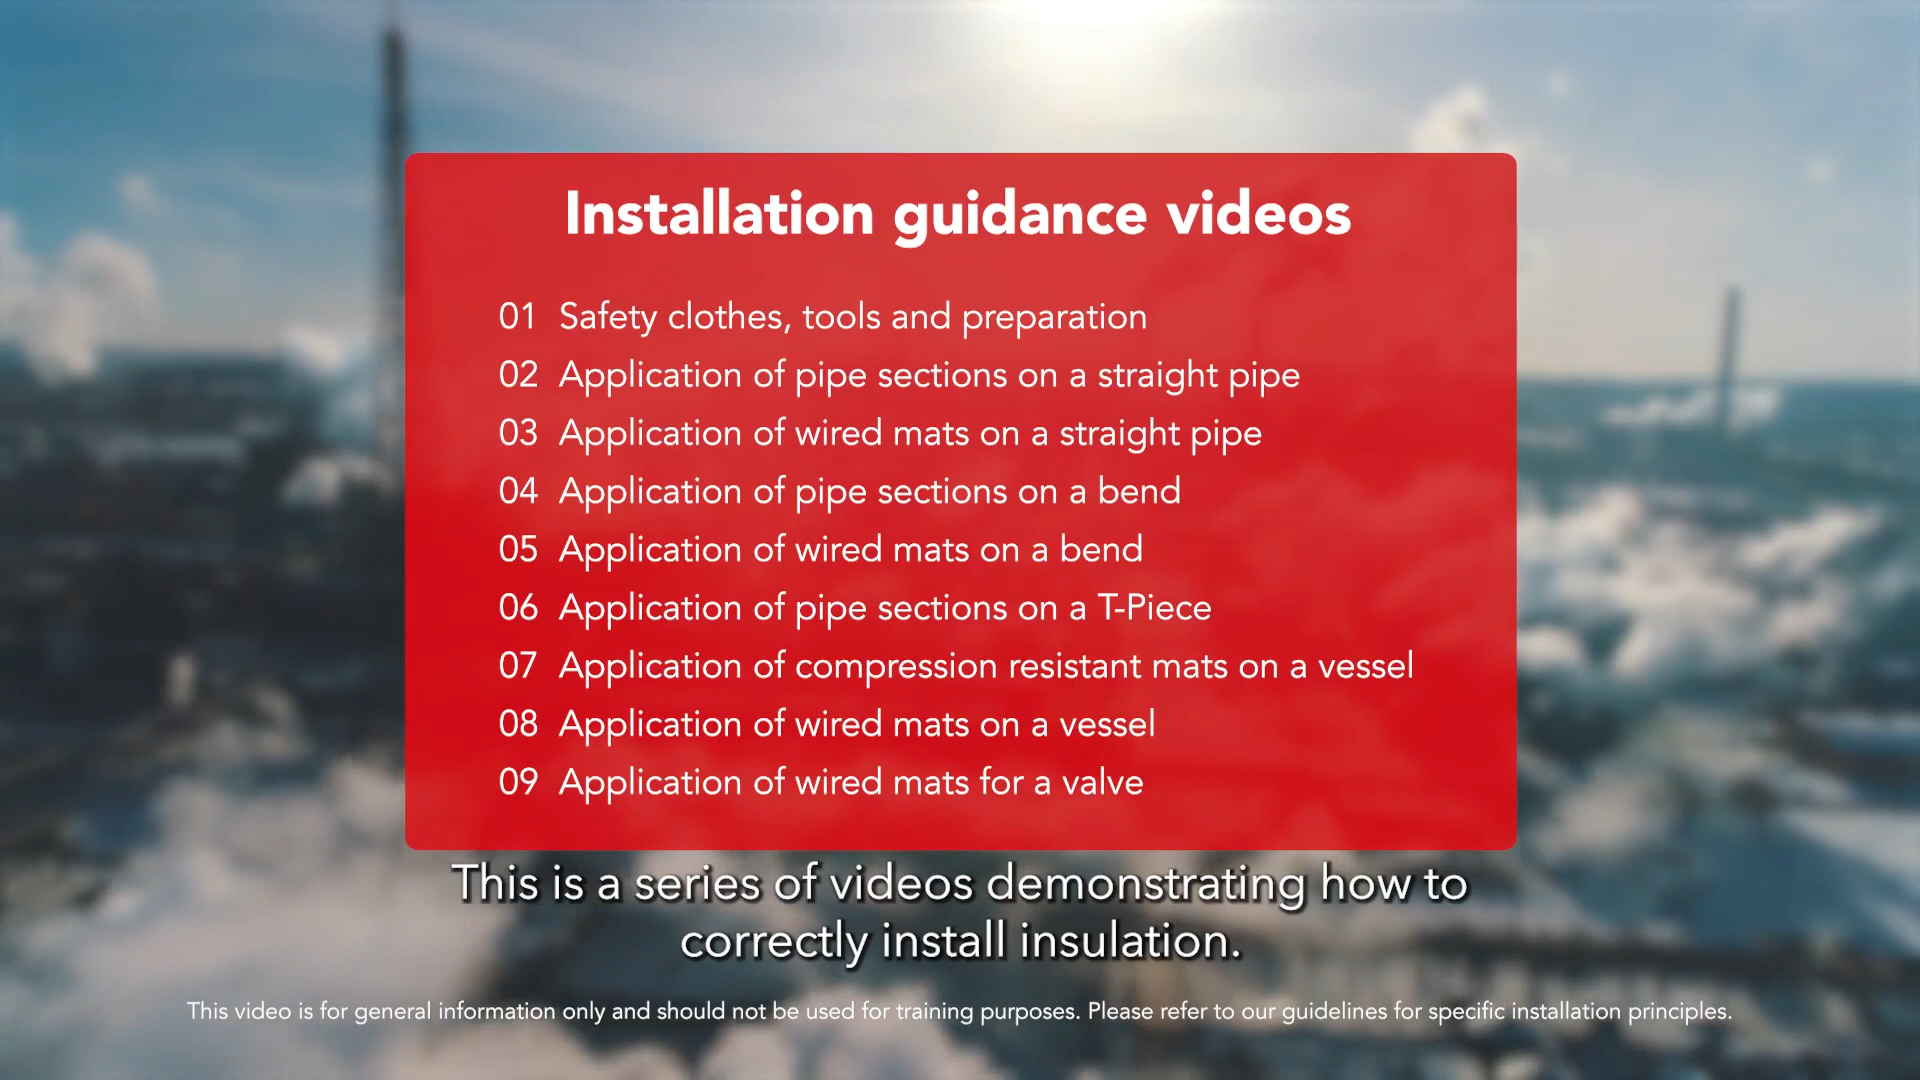 Installation guidance videos
01 Safety clothes, tools and preparation
02 Application of pipe sections on a straight pipe
03 Application of wired mats on a straight pipe
04 Application of pipe sections on a bend
05 Application of wired mats on a bend
06 Application of pipe sections on a T-Piece
07 Application of compression resistant mats on a vessel
08 Application of wired mats on a vessel
09 Application of wired mats for a valve
This is a series of videos demonstrating how to
correctly install insulation.
This video is for general information only and should not be used for training purposes. Please refer to our guidelines for specific installation principles.